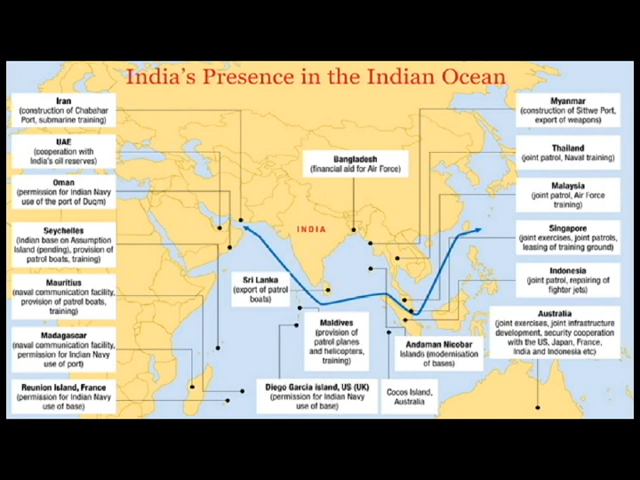 India's Presence in the Indian Ocean
Iran
(construction of Chabahar
Port, submarine training)
UAE
(cooperation with
India's oil reserves)
Oman
(permission for Indian Navy
use of the port of Duqm)
Seychelles
(Indian base on Assumption
Island (pending), provision of
patrol boats, training)
Mauritius
(naval communication facility,
provision of patrol boats,
training)
Madagascar
(naval communication facility,
permission for Indian Navy
use of port)
Reunion Island, France
(permission for Indian Navy
use of base)
Bangladesh
(financial aid for Air Force)
INDIA
Sri Lanka
(export of patrol
boats)
Maldives
(provision of
patrol planes
and helicopters,
training)
Diego Garcia island, US (UK)
(permission for Indian Navy
use of base)
Andaman Nicobar
Islands (modernisation
of bases)
Cocos Island,
Australia
Myanmar
(construction of Sittwe Port,
export of weapons)
Thailand
(joint patrol, Naval training)
Malaysia
(joint patrol, Air Force
training)
Singapore
(joint exercises, joint patrols,
leasing of training ground)
Indonesia
(joint patrol, repairing of
fighter jets)
Australia
(joint exercises, joint infrastructure
development, security cooperation
with the US, Japan, France,
India and Indonesia etc)